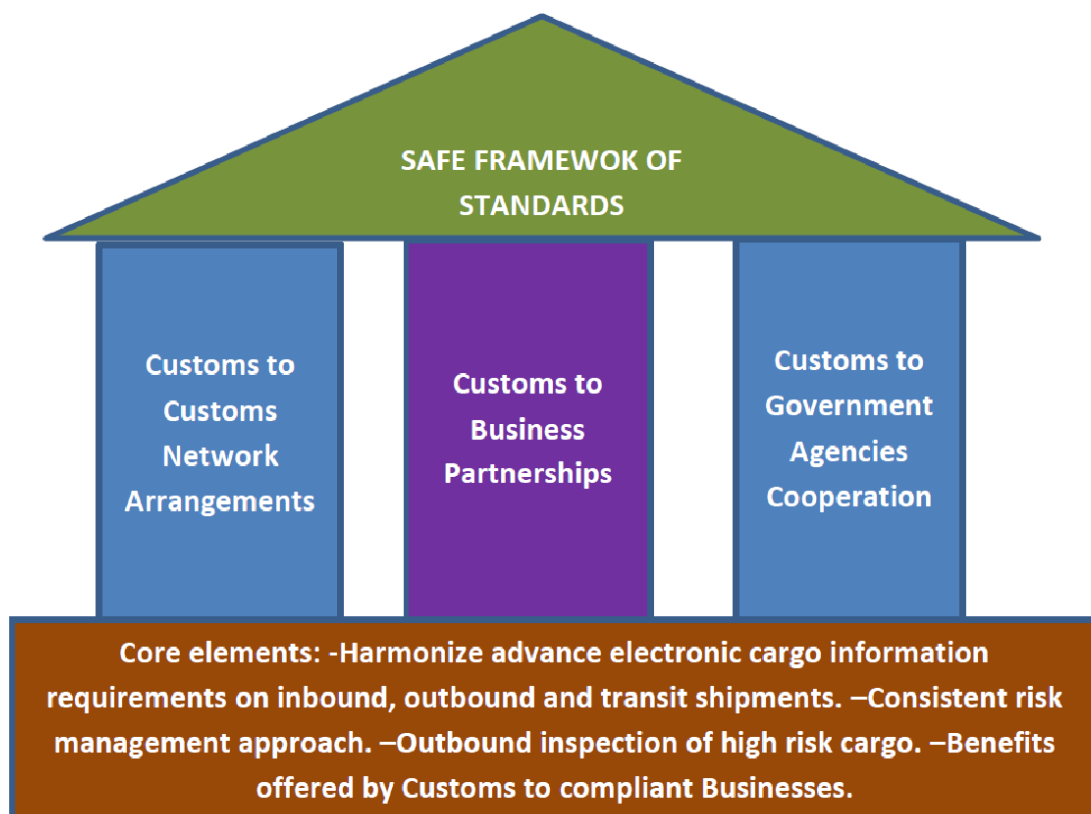 SAFE FRAMEWOK OF
STANDARDS
Customs to
Customs
Network
Arrangements
Customs to
Business
Partnerships
Customs to
Government
Agencies
Cooperation
Core elements: -Harmonize advance electronic cargo information
requirements on inbound, outbound and transit shipments. –Consistent risk
management approach. –Outbound inspection of high risk cargo. –Benefits
offered by Customs to compliant Businesses.